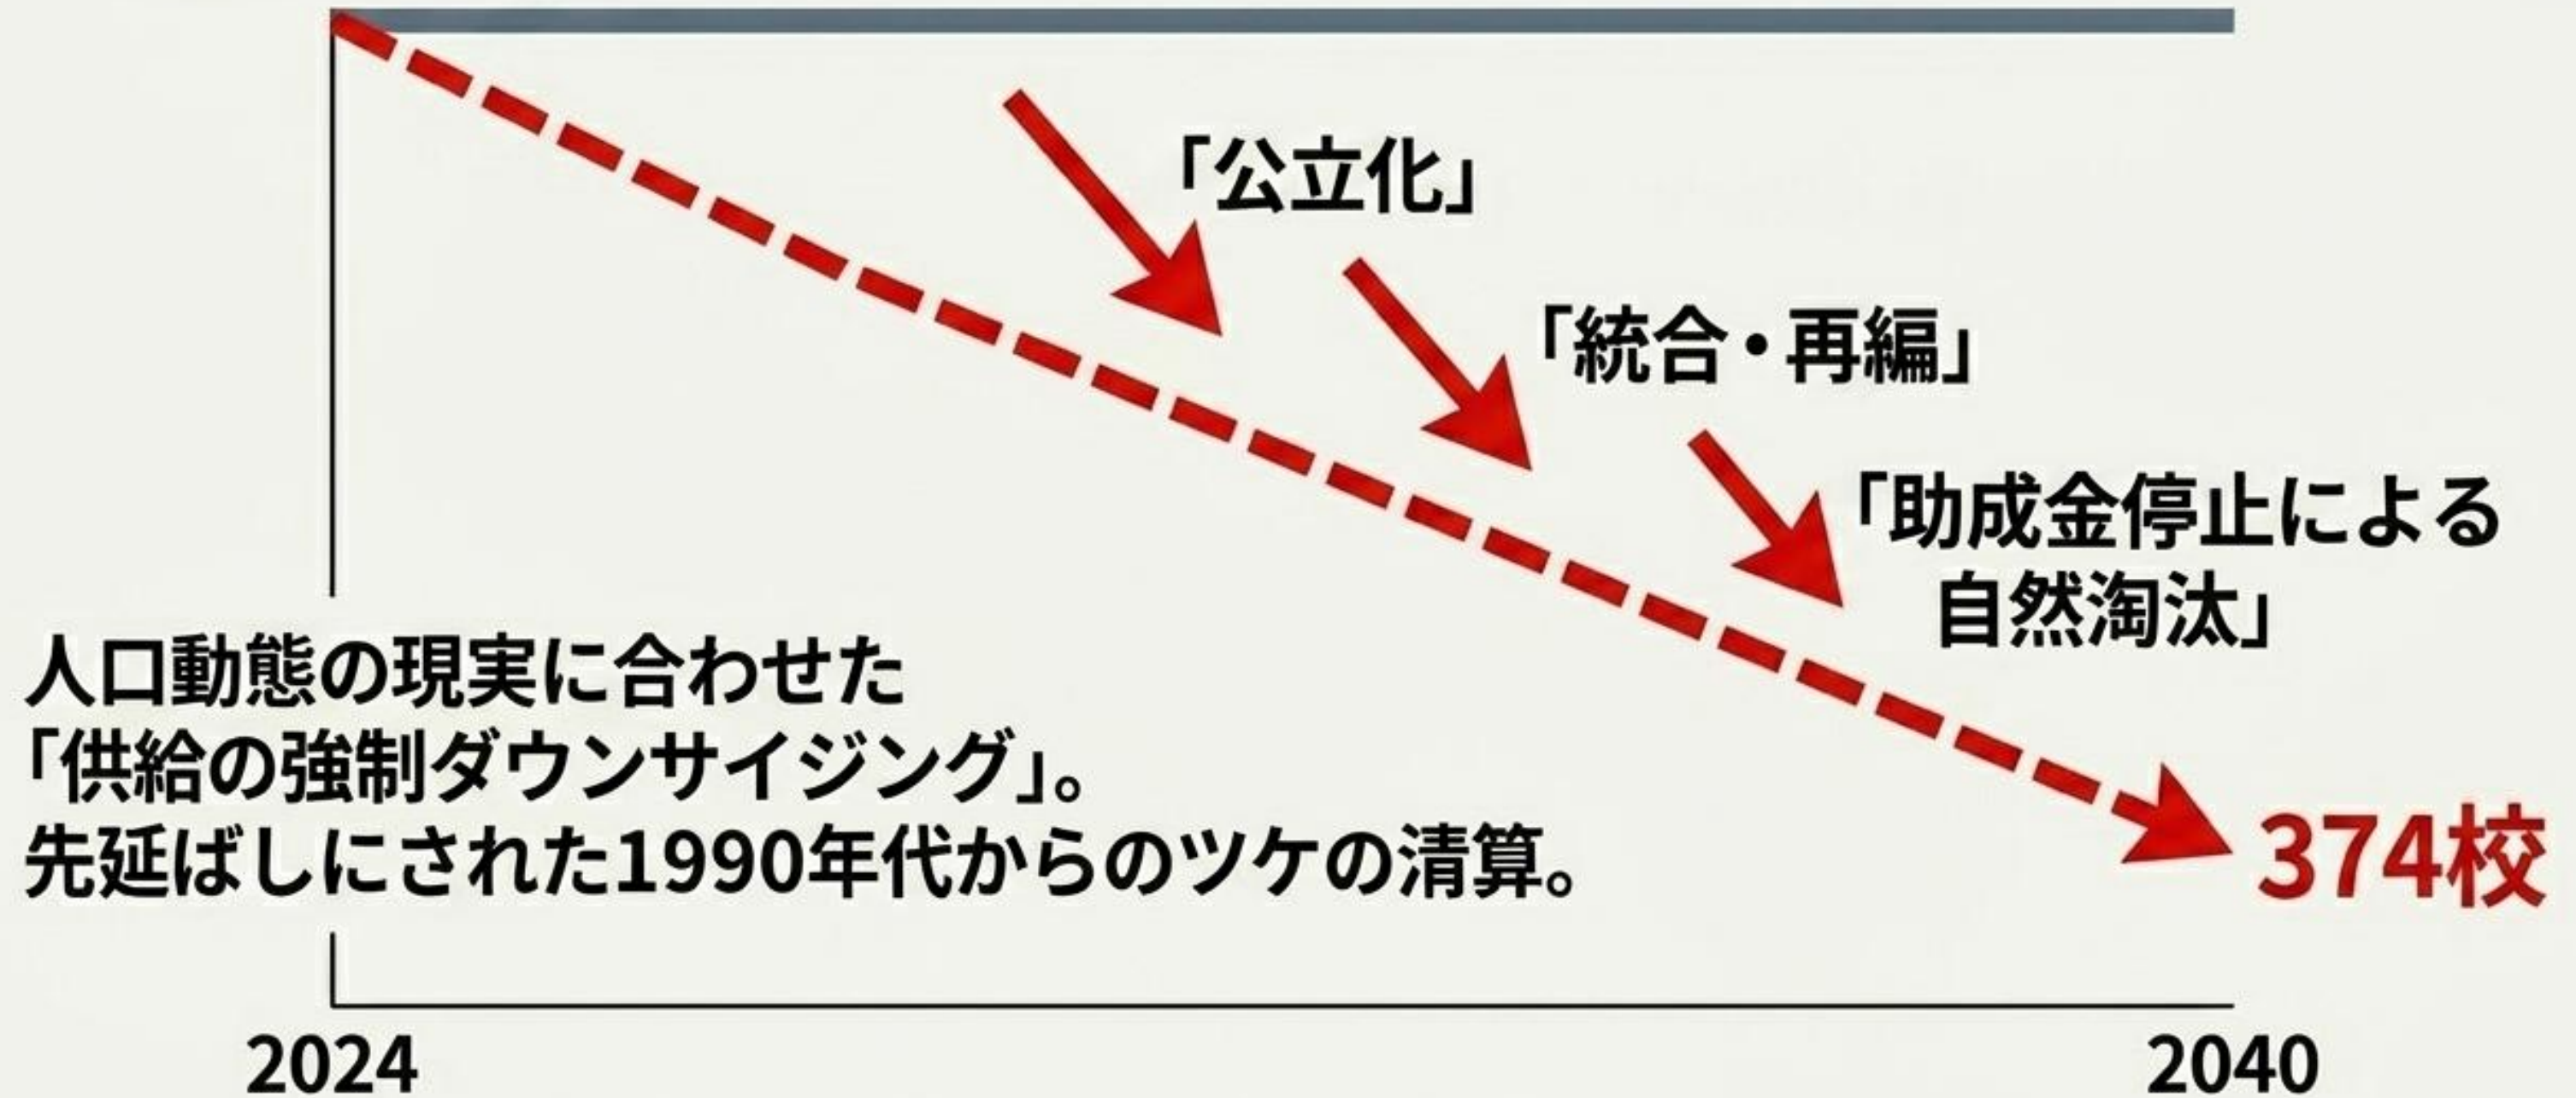 「公立化」
「統合・再編」
「助成金停止による
自然淘汰」
人口動態の現実に合わせた
「供給の強制ダウンサイジング」。
先延ばしにされた1990年代からのツケの清算。
374校
2024
2040